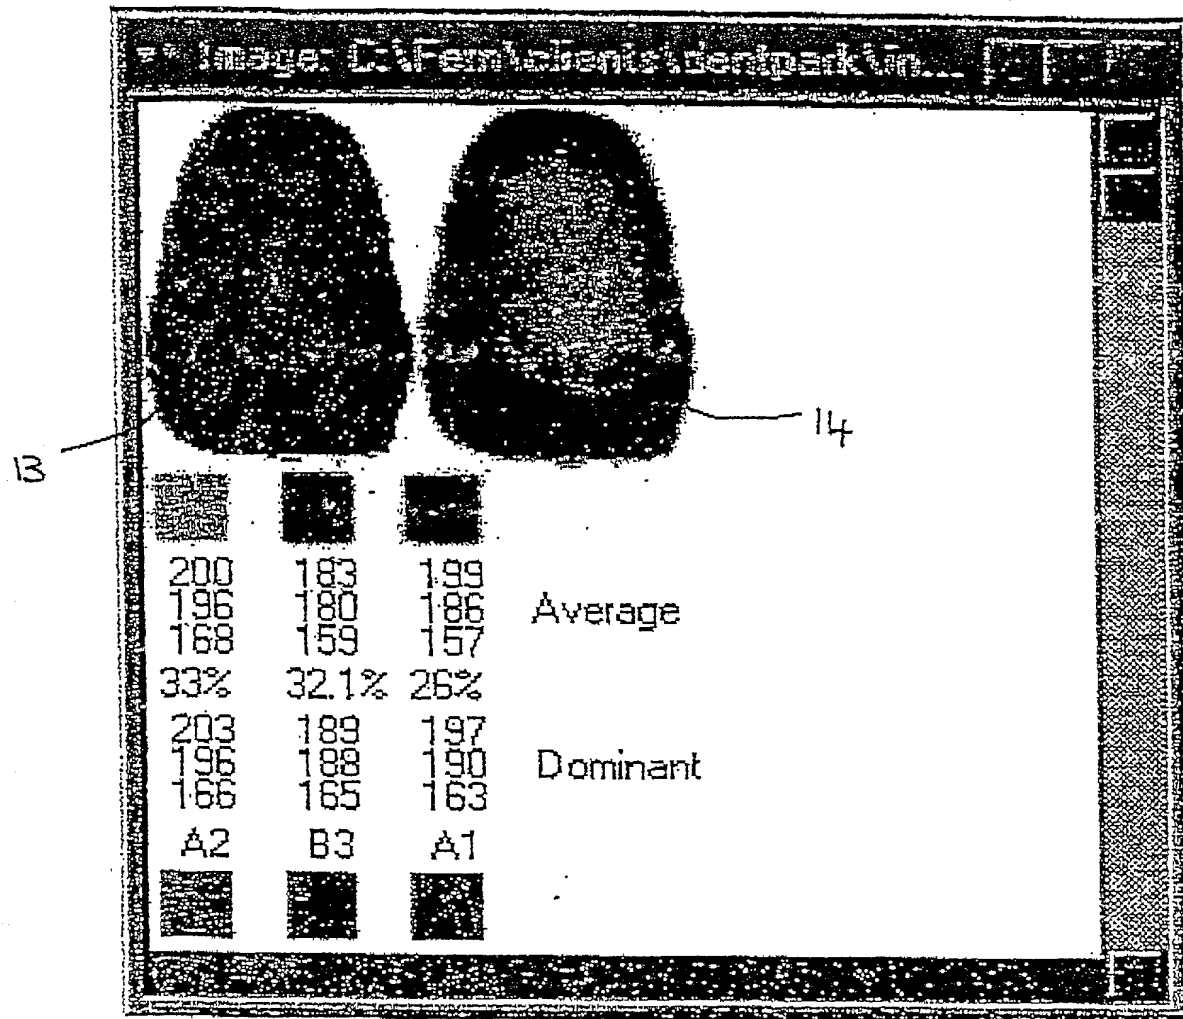 Image: C:\Fern\clients\dentpark\in...
14
13
200 183 199
196 180 186 Average
168 159 157
33% 32.1% 26%
203 189 197
196 188 190 Dominant
166 165 163
A2 B3 A1